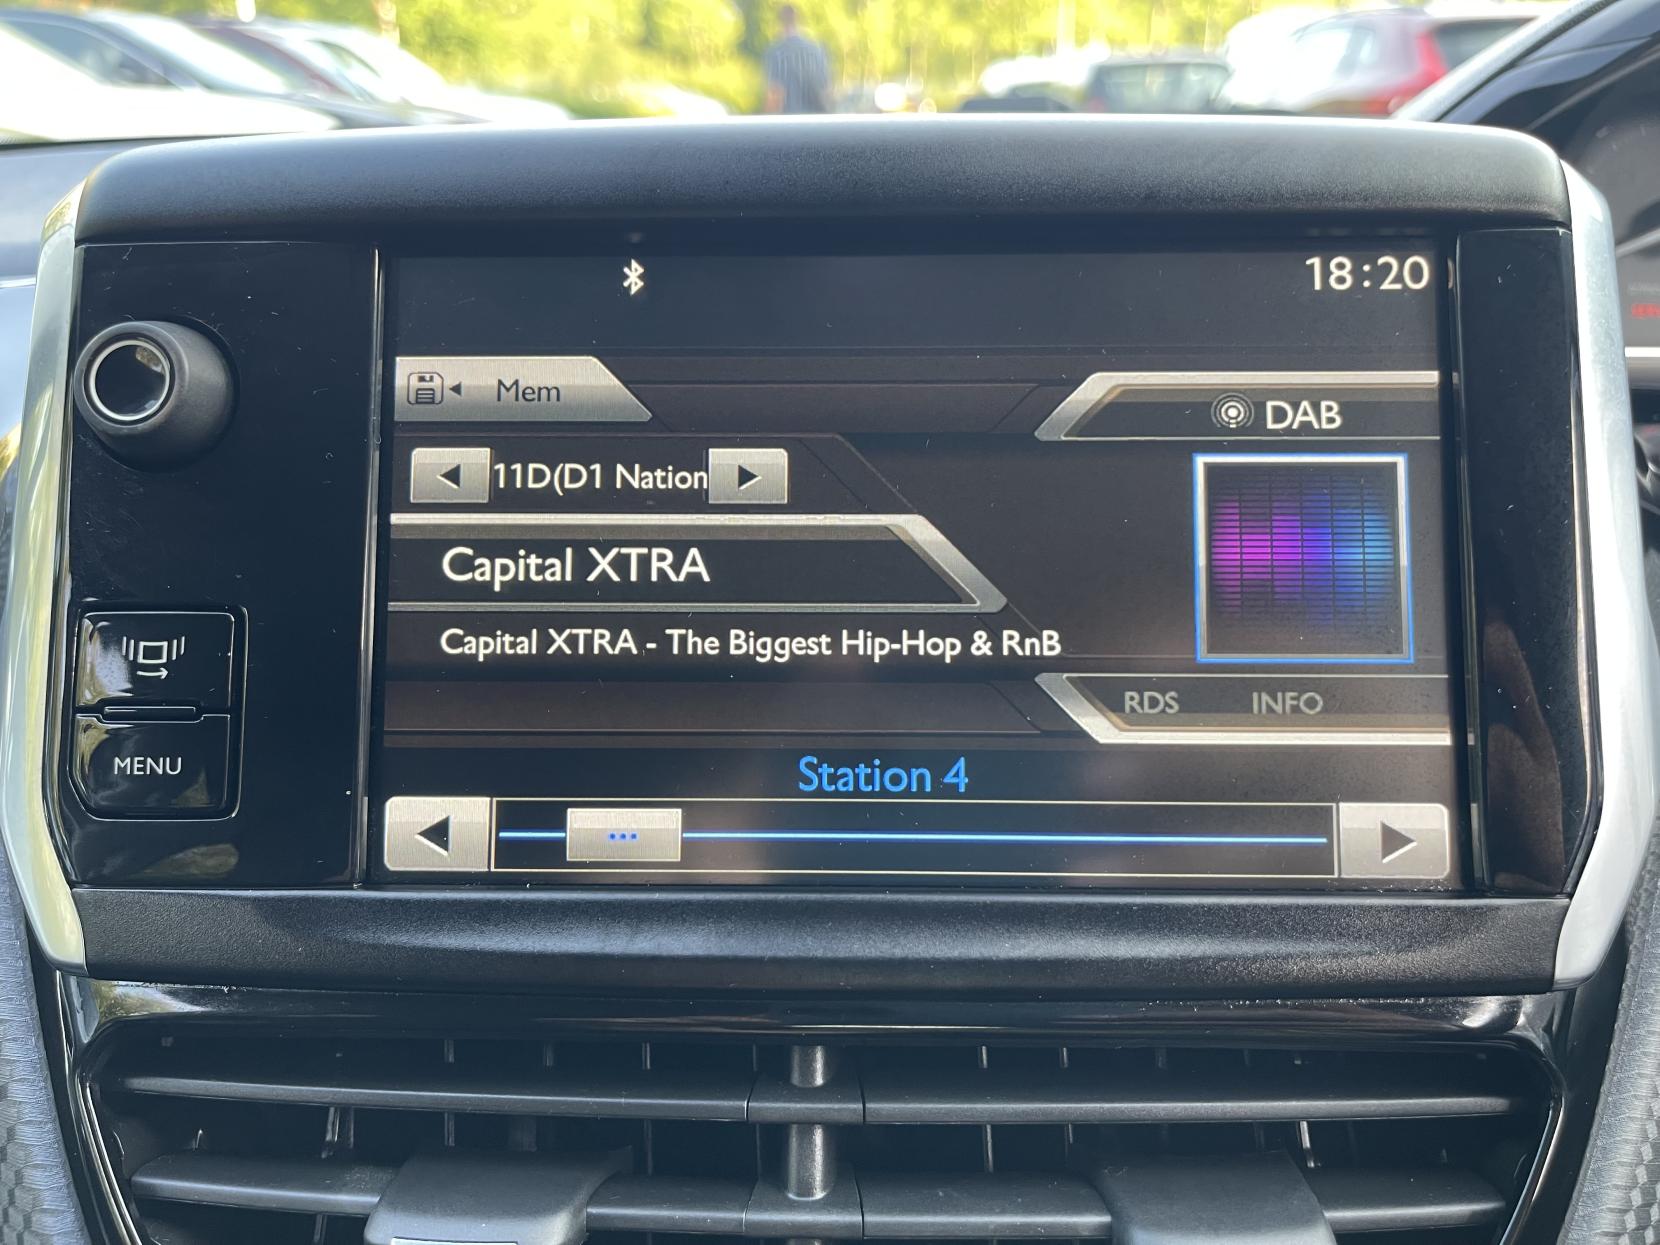 18:20
Mem
DAB
11D(D1 Nation
Capital XTRA
Capital XTRA - The Biggest Hip-Hop & RnB
RDS INFO
MENU
Station 4